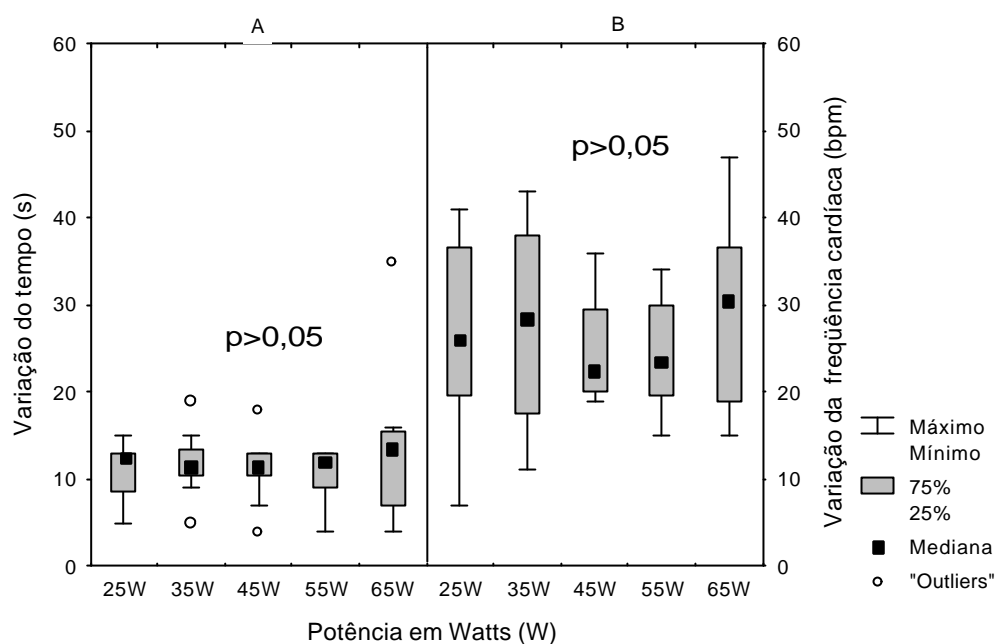 A
B
60
50
40
30
20
10
0
Variação do tempo (s)
p>0,05
p>0,05
60
50
40
30
20
10
0
Variação da freqüência cardíaca (bpm)
25W 35W 45W 55W 65W 25W 35W 45W 55W 65W
Potência em Watts (W)
Máximo
Mínimo
75%
25%
Mediana
"Outliers"